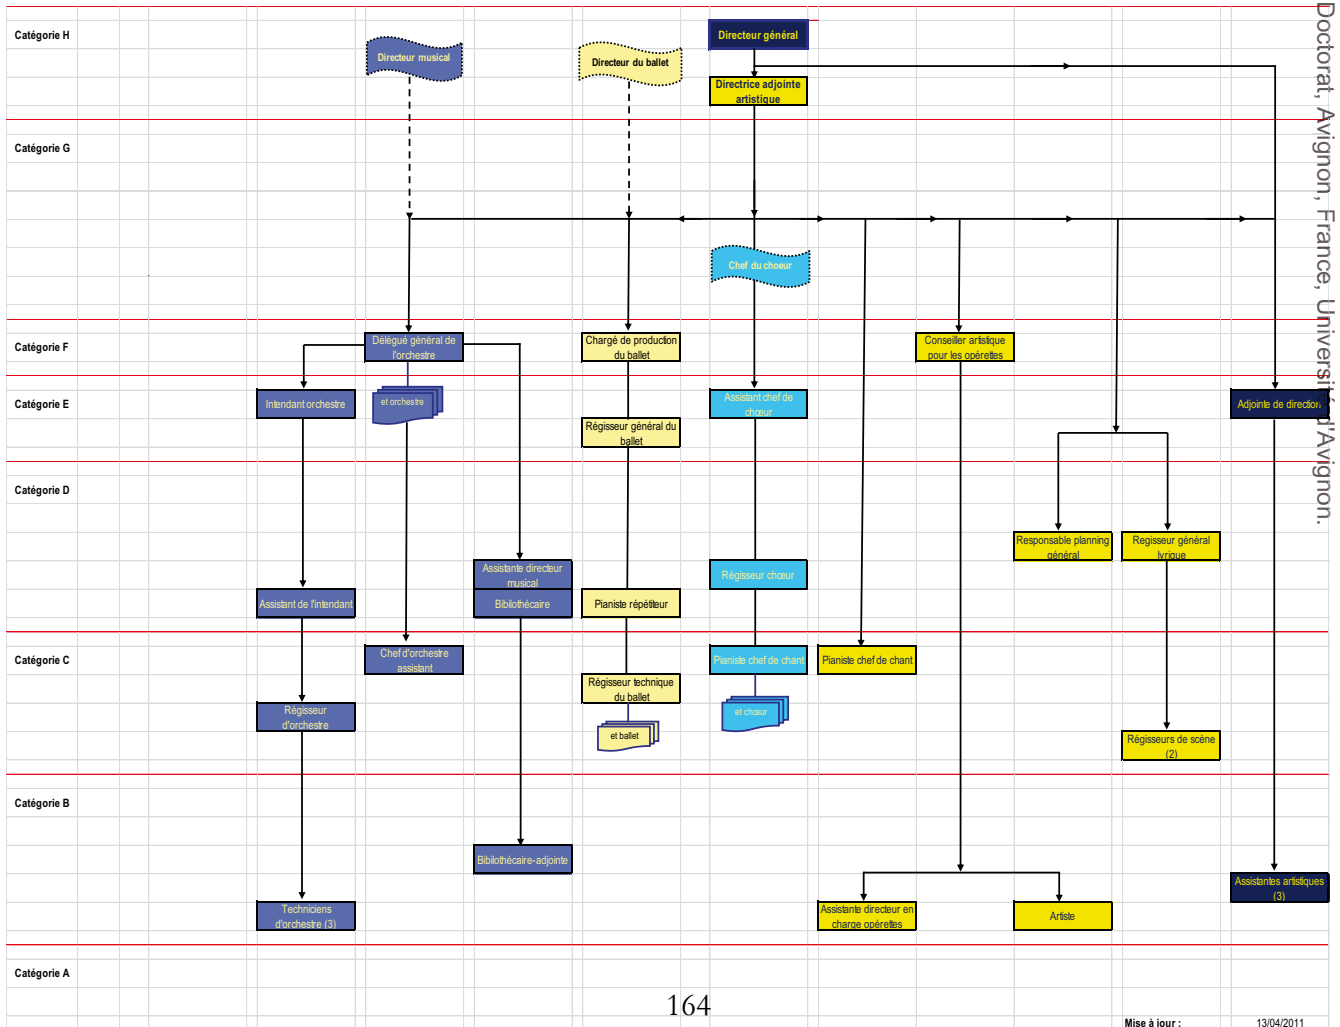 Catégorie H
Directeur musical
Directeur du ballet
Directeur général
Directrice adjointe
artistique
Catégorie G
Chef du choeur
Catégorie F
Délégué général de
l'orchestre
Chargé de production
du ballet
Conseiller artistique
pour les opérettes
Catégorie E
Intendant orchestre
et orchestre
Régisseur général du
ballet
Assistant chef de
chœur
Adjointe de direction
Catégorie D
Responsable planning
général
Regisseur général
lyrique
Assistante directeur
musical
Régisseur chœur
Assistant de l'intendant
Bibilothécaire
Pianiste répétiteur
Catégorie C
Chef d'orchestre
assistant
Pianiste chef de chant
Pianiste chef de chant
Régisseur technique
du ballet
Régisseur
d'orchestre
et ballet
et chœur
Régisseurs de scène
(2)
Catégorie B
Bibilothécaire-adjointe
Assistantes artistiques
(3)
Techniciens
d'orchestre (3)
Assistante directeur en
charge opérettes
Artiste
Catégorie A
164
Mise à jour : 13/04/2011
Doctorat, Avignon, France, Université d'Avignon.